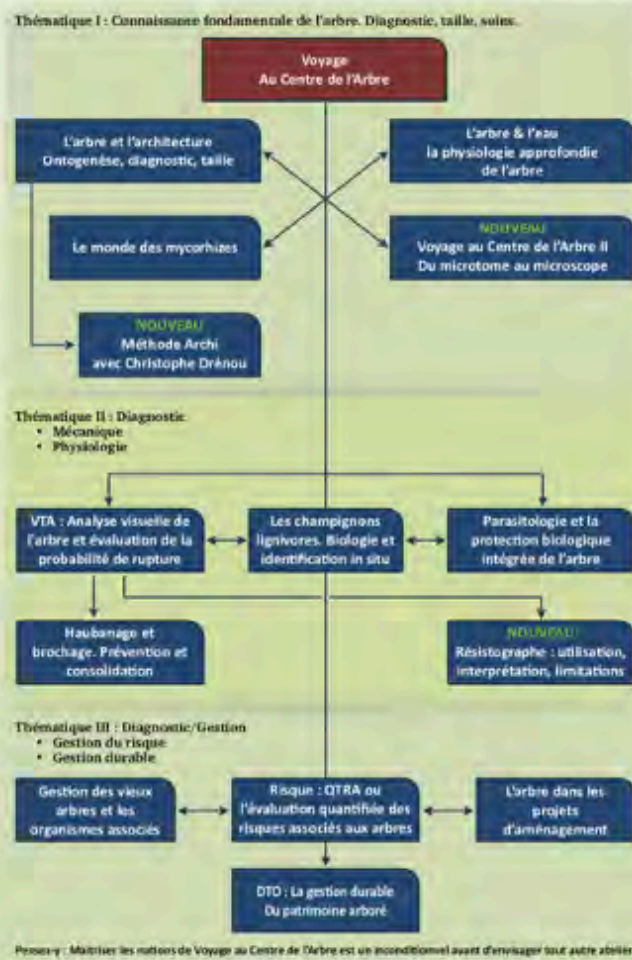 Thématique I : Connaissance fondamentale de l'arbre. Diagnostic, taille, soins.
Voyage
Au Centre de l'Arbre
L'arbre et l'architecture
Ontogenèse, diagnostic, taille
L'arbre & l'eau
la physiologie approfondie
de l'arbre
Le monde des mycorhizes
NOUVEAU
Voyage au Centre de l'Arbre II
Du microtome au microscope
NOUVEAU
Méthode Archi
avec Christophe Drénou
Thématique II : Diagnostic
• Mécanique
• Physiologie
VTA : Analyse visuelle de
l'arbre et évaluation de la
probabilité de rupture
Les champignons
lignivores. Biologie et
identification in situ
Parasitologie et la
protection biologique
intégrée de l'arbre
Haubanage et
brochage. Prévention et
consolidation
NOUVEAU
Résistographe : utilisation,
interprétation, limitations
Thématique III : Diagnostic/Gestion
• Gestion du risque
• Gestion durable
Gestion des vieux
arbres et les
organismes associés
Risque : QTRA ou
l'évaluation quantifiée des
risques associés aux arbres
L'arbre dans les
projets
d'aménagement
DTO : La gestion durable
Du patrimoine arboré
Pensez-y : Maitriser les notions de Voyage au Centre de l'Arbre est un inconditionnel avant d'envisager tout autre atelier